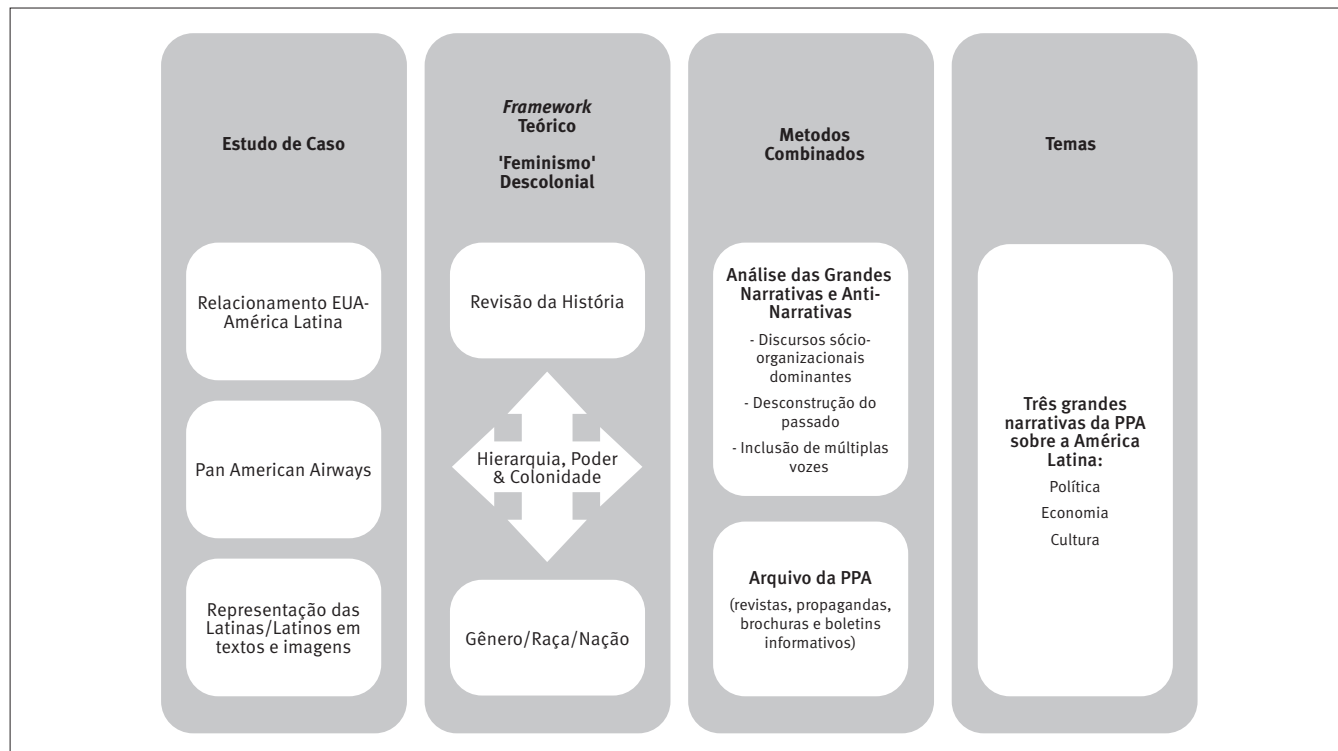 Estudo de Caso
Relacionamento EUA-
América Latina
Pan American Airways
Representação das
Latinas/Latinos em
textos e imagens
Framework
Teórico
'Feminismo'
Descolonial
Revisão da História
Hierarquia, Poder
& Colonidade
Gênero/Raça/Nação
Metodos
Combinados
Análise das Grandes
Narrativas e Anti-
Narrativas
- Discursos sócio-
organizacionais
dominantes
- Desconstrução do
passado
- Inclusão de múltiplas
vozes
Arquivo da PPA
(revistas, propagandas,
brochuras e boletins
informativos)
Temas
Três grandes
narrativas da PPA
sobre a América
Latina:
Política
Economia
Cultura